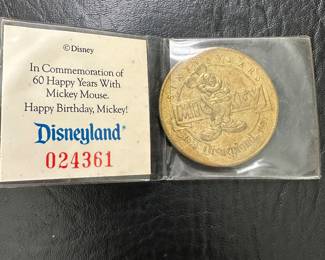 © Disney
In Commemoration of
60 Happy Years With
Mickey Mouse.
Happy Birthday, Mickey!
Disneyland®
024361